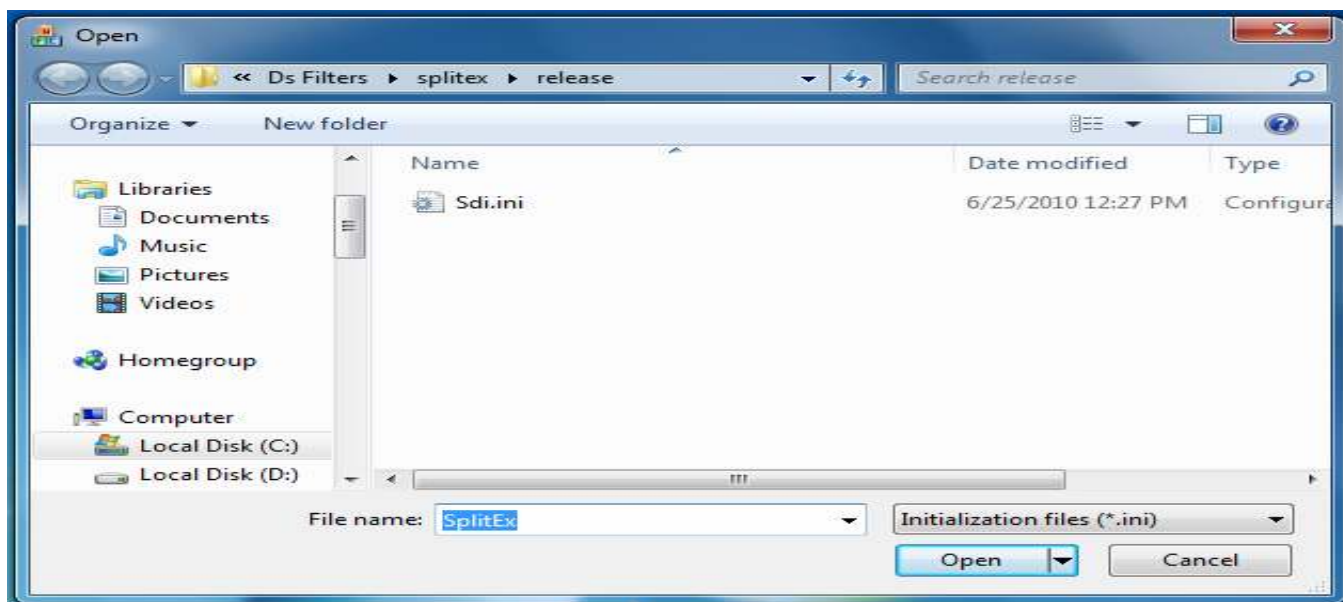 Open
« Ds Filters ▸ splitex ▸ release
Search release
Organize
New folder
Name
Date modified
Type
Libraries
Documents
Music
Pictures
Videos
Homegroup
Computer
Local Disk (C:)
Local Disk (D:)
Sdi.ini
6/25/2010 12:27 PM
Configura
File name:
SplitEx
Initialization files (*.ini)
Open
Cancel